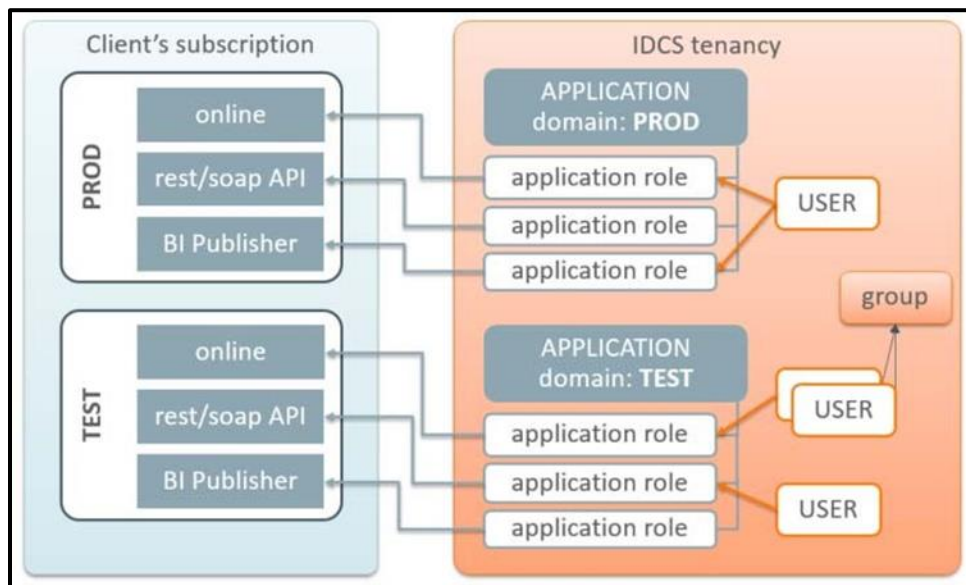 Client's subscription
PROD
online
rest/soap API
BI Publisher
TEST
online
rest/soap API
BI Publisher
IDCS tenancy
APPLICATION
domain: PROD
application role
application role
application role
USER
group
APPLICATION
domain: TEST
application role
application role
application role
USER
USER